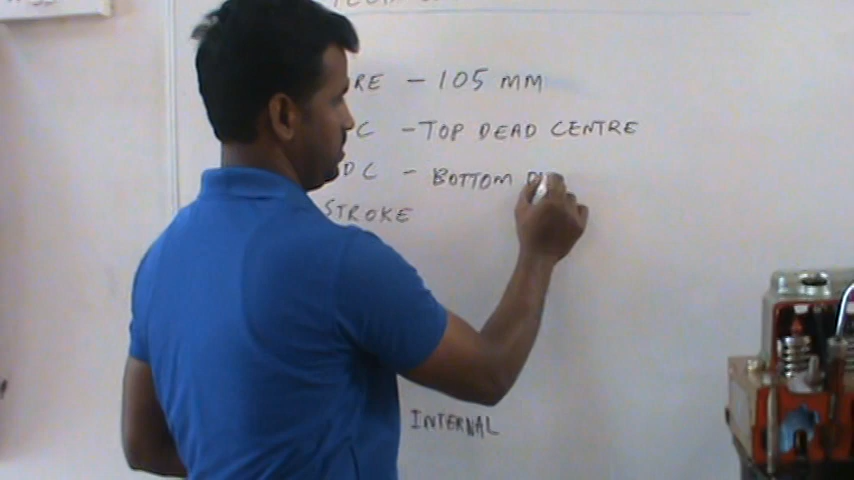 RE - 105 MM
C - TOP DEAD CENTRE
DC - BOTTOM D
STROKE
INTERNAL